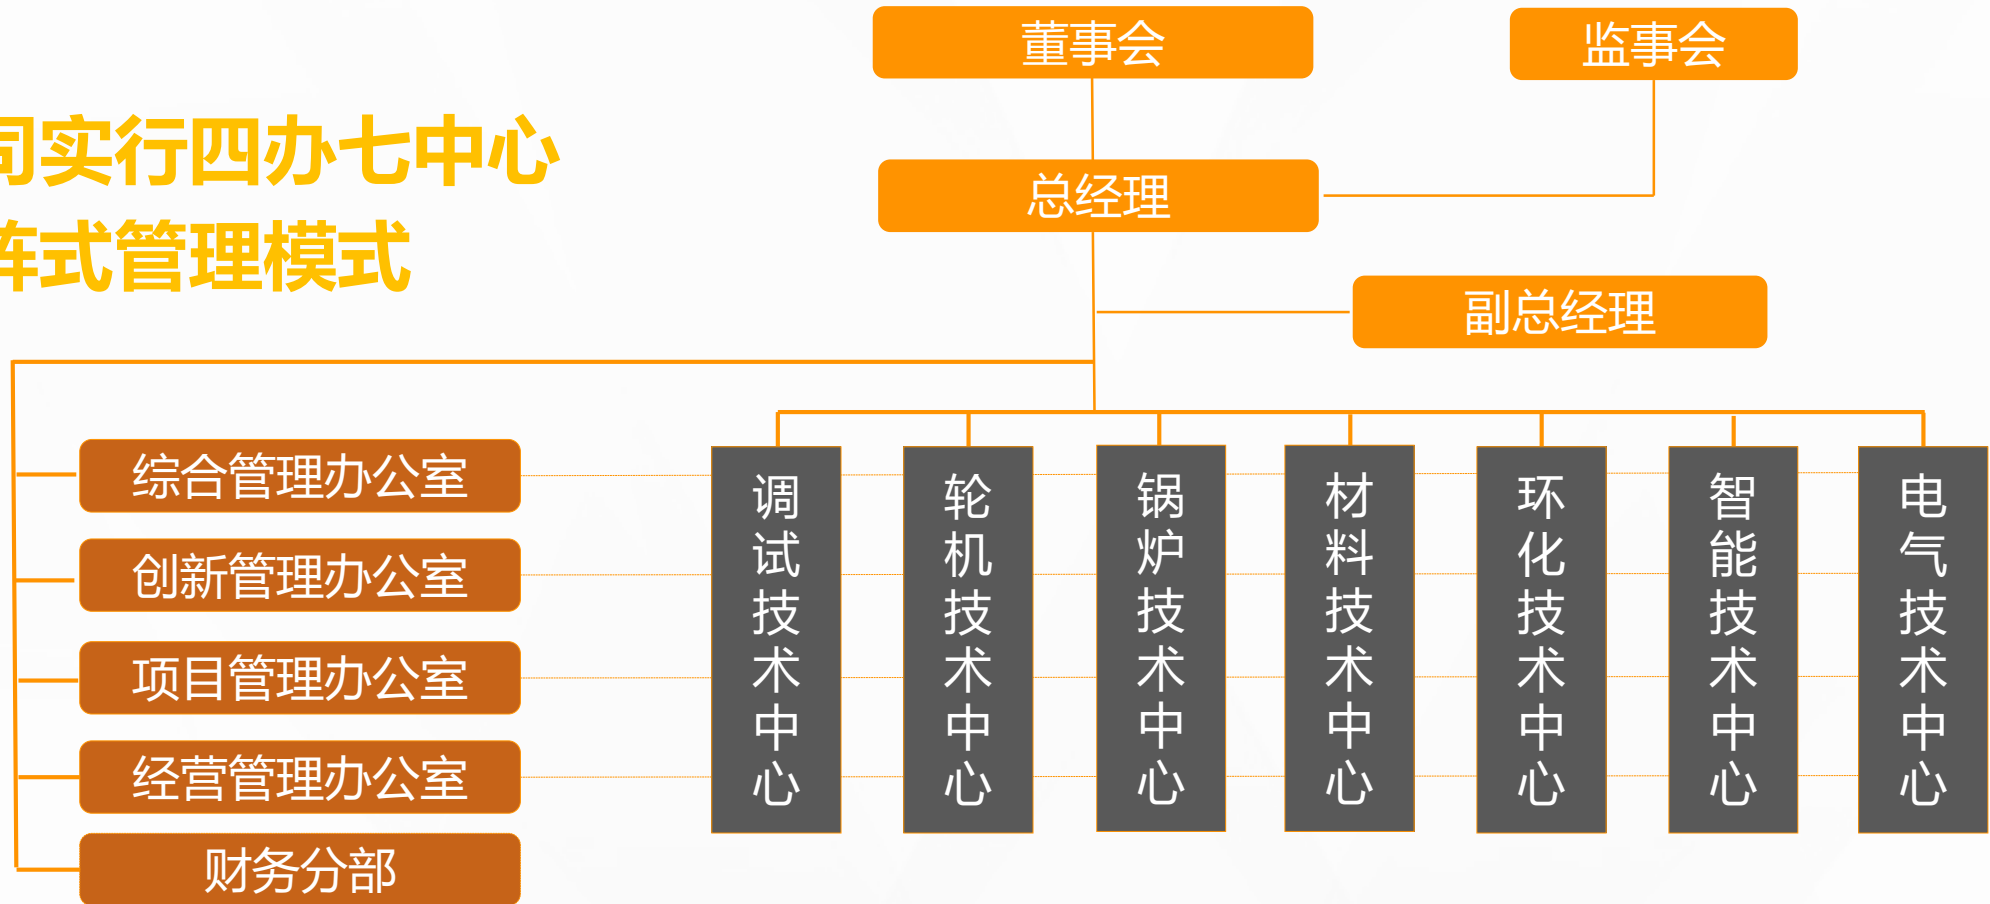 董事会
监事会
司实行四办七中心
总经理
阵式管理模式
副总经理
综合管理办公室
创新管理办公室
项目管理办公室
经营管理办公室
财务分部
调试技术中心
轮机技术中心
锅炉技术中心
材料技术中心
环化技术中心
智能技术中心
电气技术中心